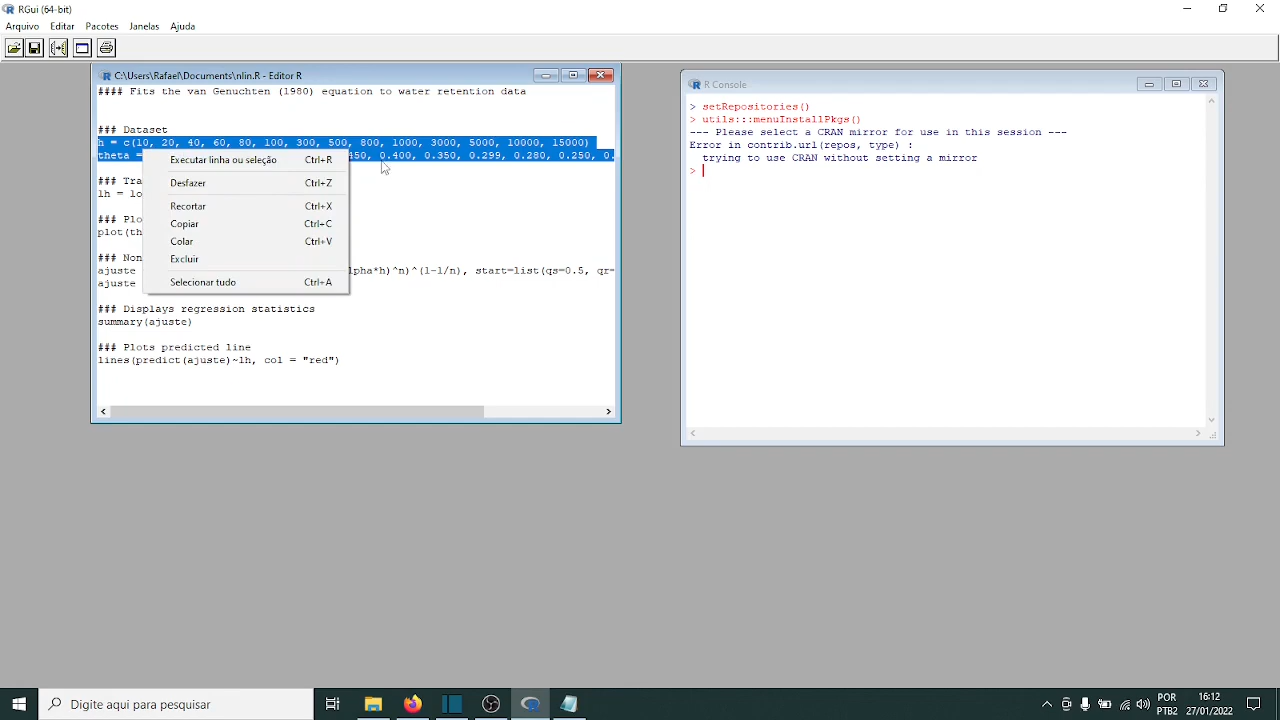 RGui (64-bit)
Arquivo Editar Pacotes Janelas Ajuda
C:\Users\Rafael\Documents\nlin.R - Editor R
#### Fits the van Genuchten (1980) equation to water retention data
### Dataset
h = c(10, 20, 40, 60, 80, 100, 300, 500, 800, 1000, 3000, 5000, 10000, 15000)
theta = 450, 0.400, 0.350, 0.299, 0.280, 0.250, 0.
### Tra
lh = lo
### Plo
plot(th
### Non
ajuste lpha*h)^n)^(1-1/n), start=list(qs=0.5, qr=
ajuste
### Displays regression statistics
summary(ajuste)
### Plots predicted line
lines(predict(ajuste)~lh, col = "red")
Executar linha ou seleção Ctrl+R
Desfazer Ctrl+Z
Recortar Ctrl+X
Copiar Ctrl+C
Colar Ctrl+V
Excluir
Selecionar tudo Ctrl+A
R Console
> setRepositories()
> utils:::menuInstallPkgs()
--- Please select a CRAN mirror for use in this session ---
Error in contrib.url(repos, type) :
trying to use CRAN without setting a mirror
>
Digite aqui para pesquisar
POR
PTB2
16:12
27/01/2022